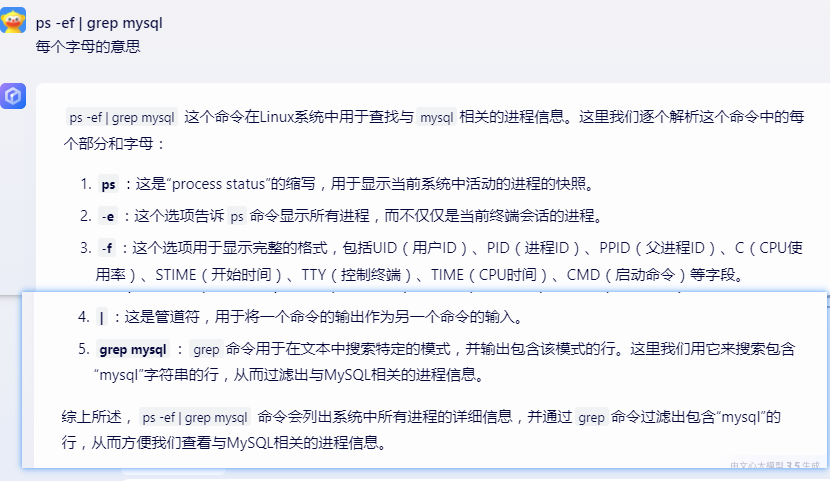 ps -ef | grep mysql
每个字母的意思
ps -ef | grep mysql 这个命令在Linux系统中用于查找与 mysql 相关的进程信息。这里我们逐个解析这个命令中的每
个部分和字母：
1. ps ：这是“process status”的缩写，用于显示当前系统中活动的进程的快照。
2. -e ：这个选项告诉 ps 命令显示所有进程，而不仅仅是当前终端会话的进程。
3. -f ：这个选项用于显示完整的格式，包括UID（用户ID）、PID（进程ID）、PPID（父进程ID）、C（CPU使
用率）、STIME（开始时间）、TTY（控制终端）、TIME（CPU时间）、CMD（启动命令）等字段。
4. | ：这是管道符，用于将一个命令的输出作为另一个命令的输入。
5. grep mysql ： grep 命令用于在文本中搜索特定的模式，并输出包含该模式的行。这里我们用它来搜索包含
“mysql”字符串的行，从而过滤出与MySQL相关的进程信息。
综上所述， ps -ef | grep mysql 命令会列出系统中所有进程的详细信息，并通过 grep 命令过滤出包含“mysql”的
行，从而方便我们查看与MySQL相关的进程信息。
由文心大模型 3.5 生成